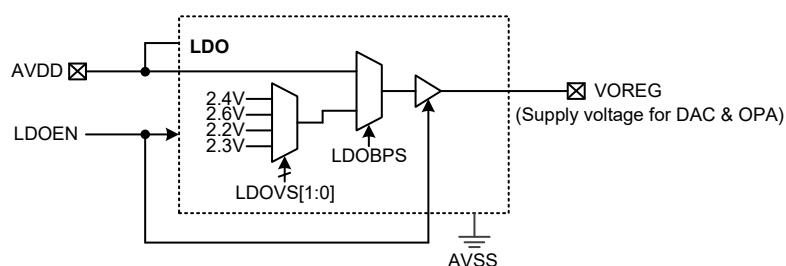 LDO
AVDD
VOREG
(Supply voltage for DAC & OPA)
2.4V
2.6V
2.2V
2.3V
LDOEN
LDOBPS
LDOVS[1:0]
AVSS